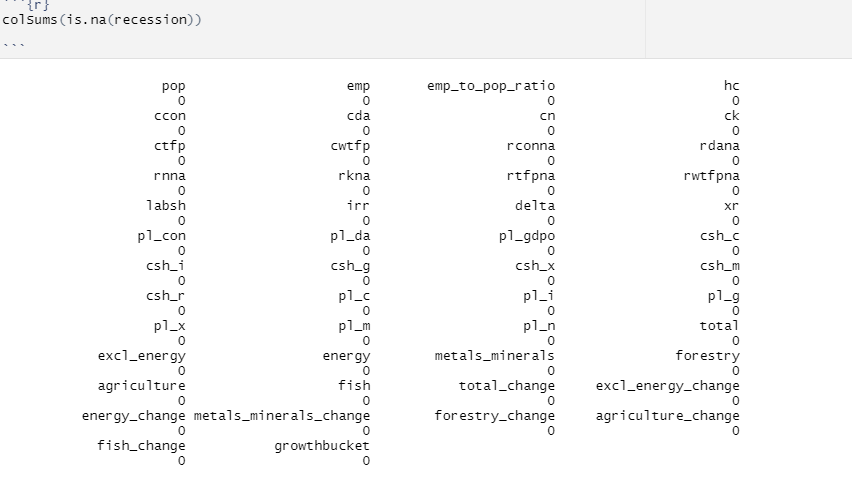 ```{r}
colSums(is.na(recession))
```
pop emp emp_to_pop_ratio hc
0 0 0 0
ccon cda cn ck
0 0 0 0
ctfp cwtfp rconna rdana
0 0 0 0
rnna rkna rtfpna rwtfpna
0 0 0 0
labsh irr delta xr
0 0 0 0
pl_con pl_da pl_gdpo csh_c
0 0 0 0
csh_i csh_g csh_x csh_m
0 0 0 0
csh_r pl_c pl_i pl_g
0 0 0 0
pl_x pl_m pl_n total
0 0 0 0
excl_energy energy metals_minerals forestry
0 0 0 0
agriculture fish total_change excl_energy_change
0 0 0 0
energy_change metals_minerals_change forestry_change agriculture_change
0 0 0 0
fish_change growthbucket
0 0